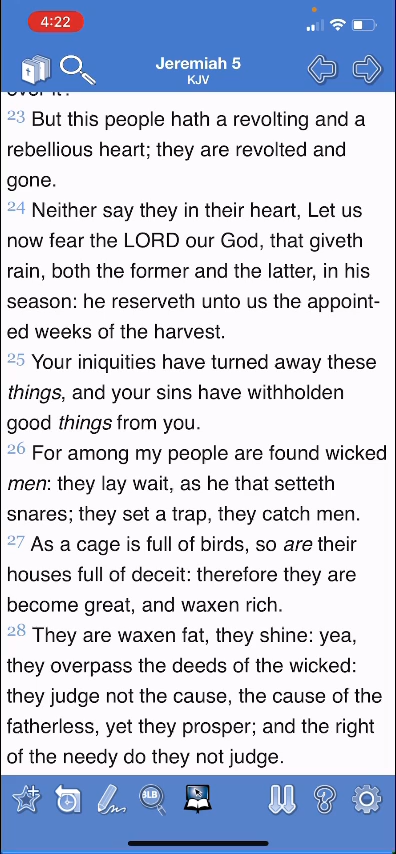 4:22
Jeremiah 5
KJV
over it?
23 But this people hath a revolting and a
rebellious heart; they are revolted and
gone.
24 Neither say they in their heart, Let us
now fear the LORD our God, that giveth
rain, both the former and the latter, in his
season: he reserveth unto us the appoint-
ed weeks of the harvest.
25 Your iniquities have turned away these
things, and your sins have withholden
good things from you.
26 For among my people are found wicked
men: they lay wait, as he that setteth
snares; they set a trap, they catch men.
27 As a cage is full of birds, so are their
houses full of deceit: therefore they are
become great, and waxen rich.
28 They are waxen fat, they shine: yea,
they overpass the deeds of the wicked:
they judge not the cause, the cause of the
fatherless, yet they prosper; and the right
of the needy do they not judge.
BLB